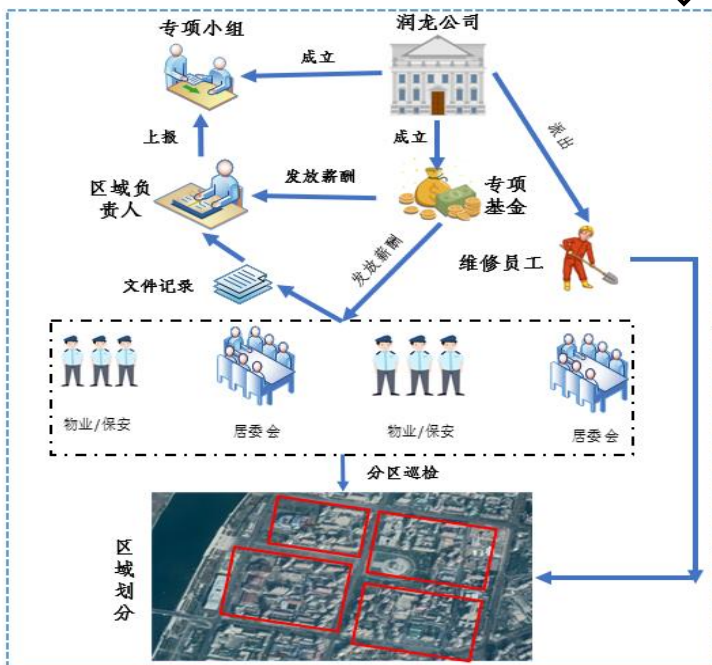 专项小组
润龙公司
成立
成立
派出
上报
发放薪酬
区域负
责人
专项
基金
发放薪酬
维修员工
文件记录
物业/保安
居委会
物业/保安
居委会
分区巡检
区
域
划
分